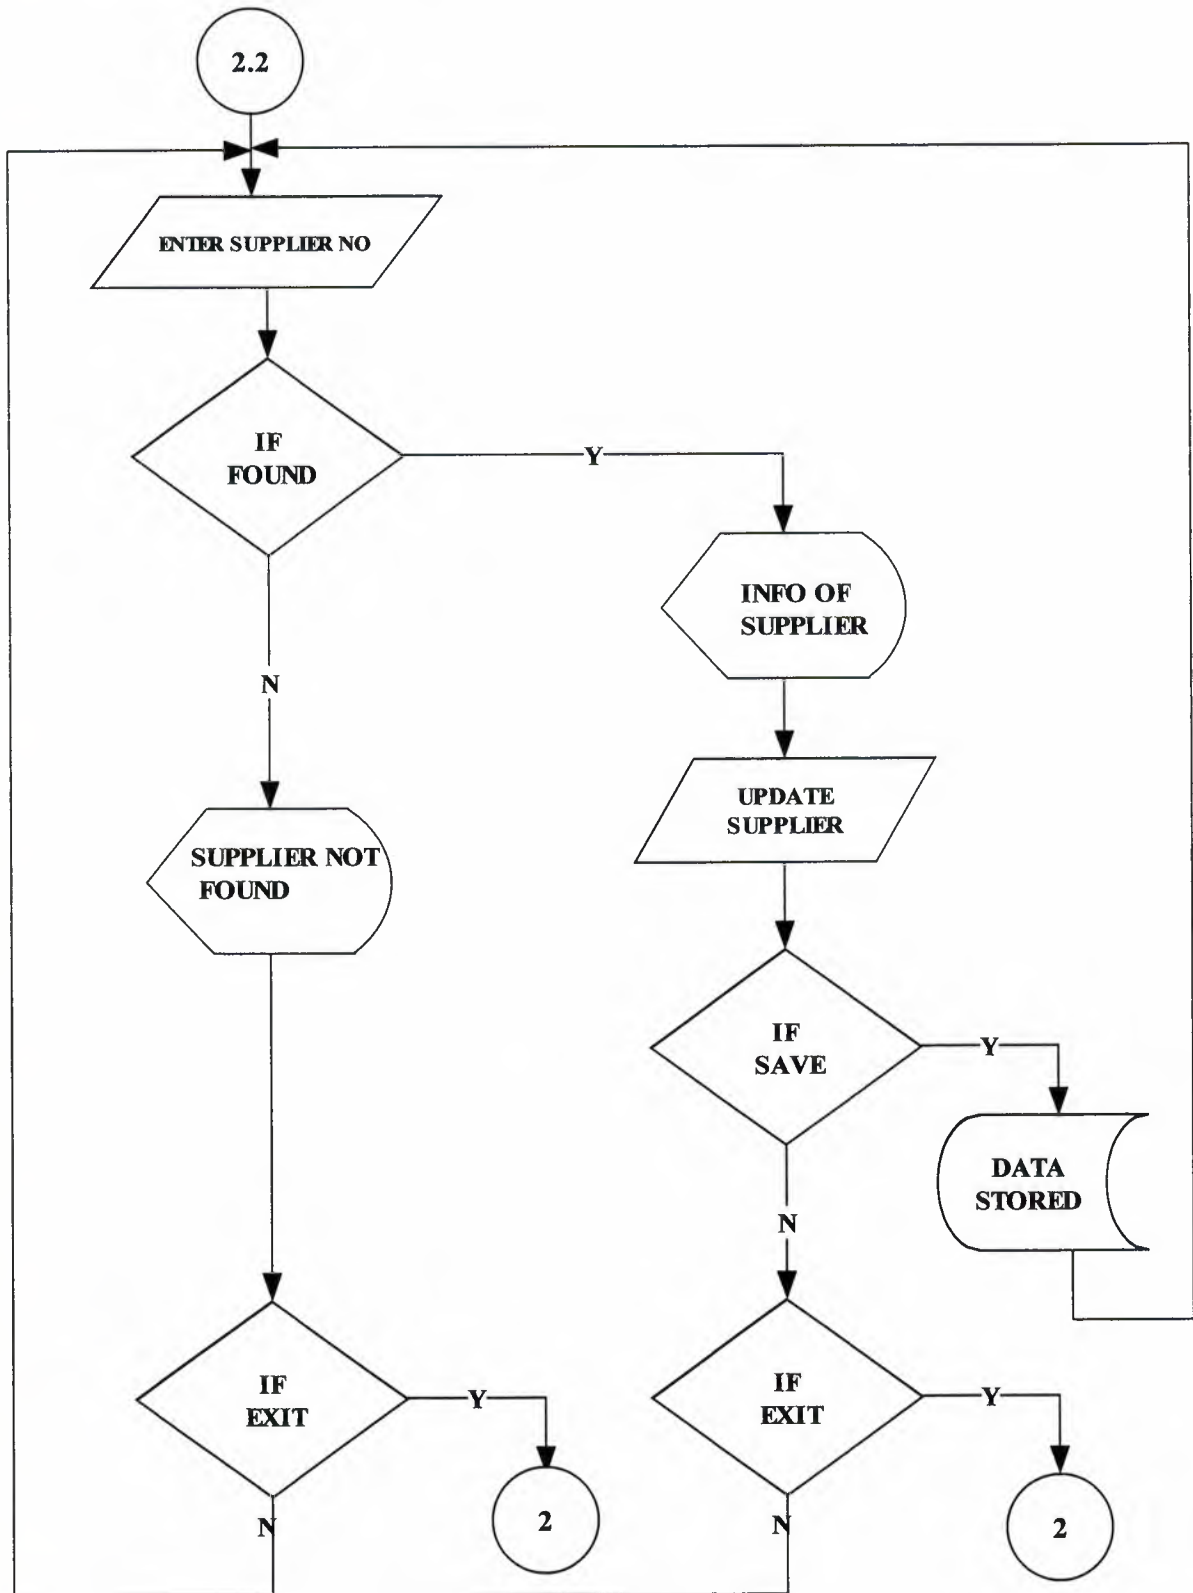 2.2
ENTER SUPPLIER NO
IF
FOUND
Y
INFO OF
SUPPLIER
N
UPDATE
SUPPLIER
SUPPLIER NOT
FOUND
IF
SAVE
Y
DATA
STORED
N
IF
EXIT
Y
IF
EXIT
Y
2
2
N
N